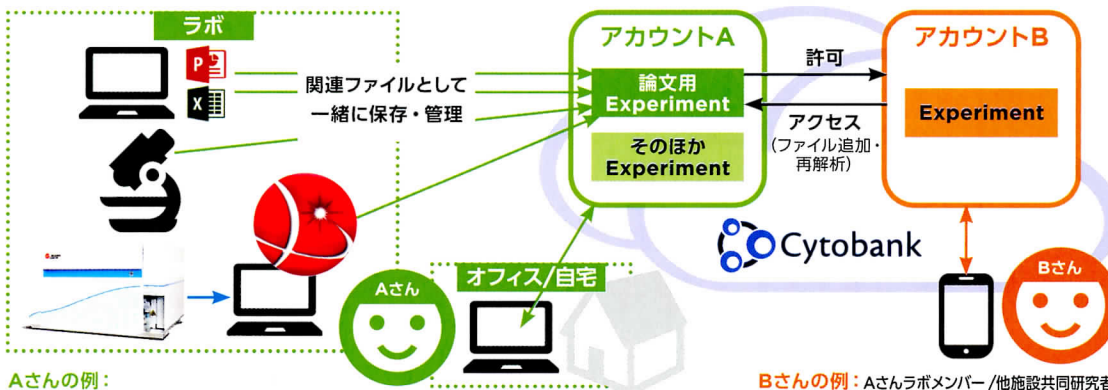 ラボ
P
X
関連ファイルとして
一緒に保存・管理
アカウントA
論文用
Experiment
そのほか
Experiment
許可
アクセス
(ファイル追加・
再解析)
アカウントB
Experiment
Cytobank
オフィス/自宅
Aさん
Bさん
Aさんの例:
Bさんの例:Aさんラボメンバー/他施設共同研究者